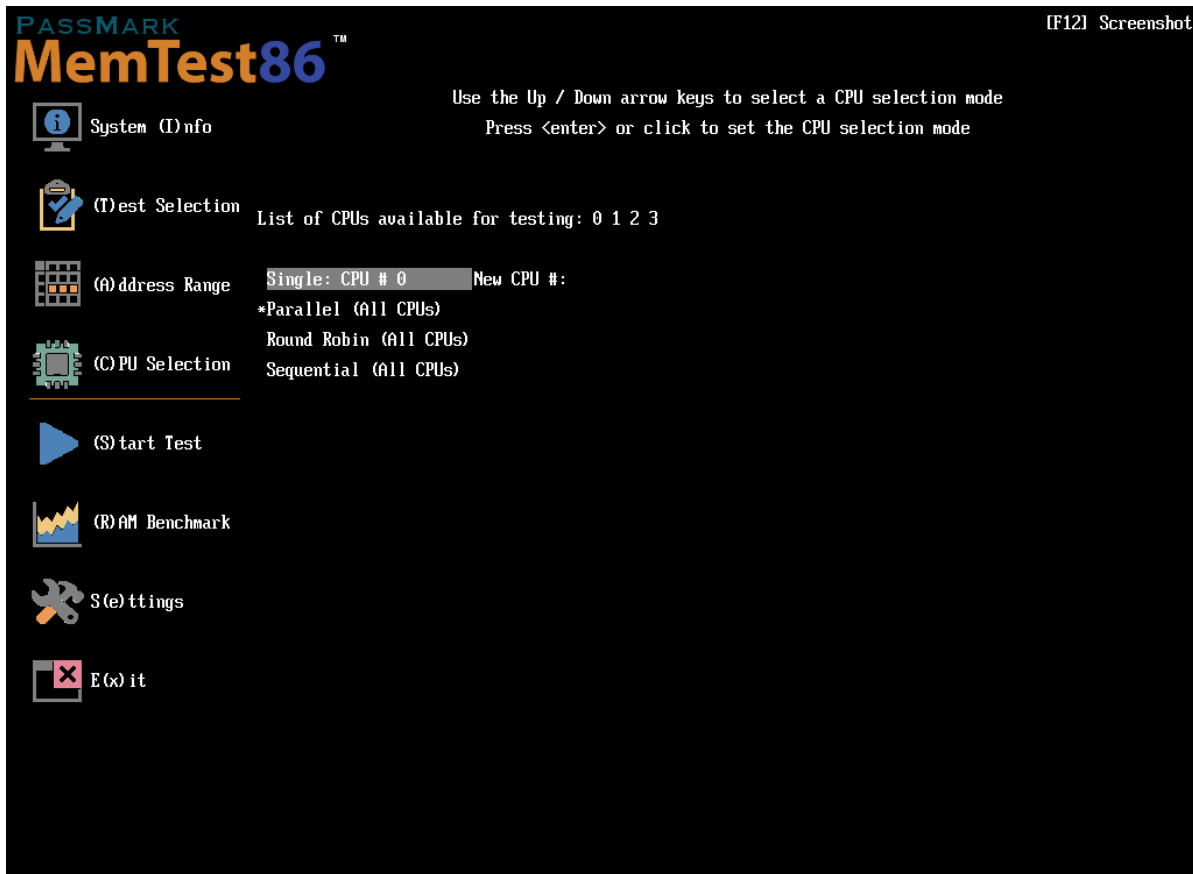 PASSMARK
MemTest86™
[F12] Screenshot
Use the Up / Down arrow keys to select a CPU selection mode
Press <enter> or click to set the CPU selection mode
System (I)nfo
(T)est Selection
(A)ddress Range
(C)PU Selection
(S)tart Test
(R)AM Benchmark
S(e)ttings
E(x)it
List of CPUs available for testing: 0 1 2 3
Single: CPU # 0 New CPU #:
*Parallel (All CPUs)
Round Robin (All CPUs)
Sequential (All CPUs)